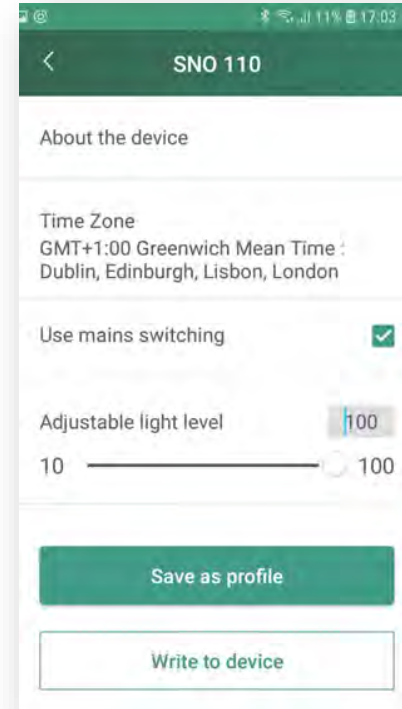 11% 17:03
SNO 110
About the device
Time Zone
GMT+1:00 Greenwich Mean Time :
Dublin, Edinburgh, Lisbon, London
Use mains switching
Adjustable light level 100
10 100
Save as profile
Write to device